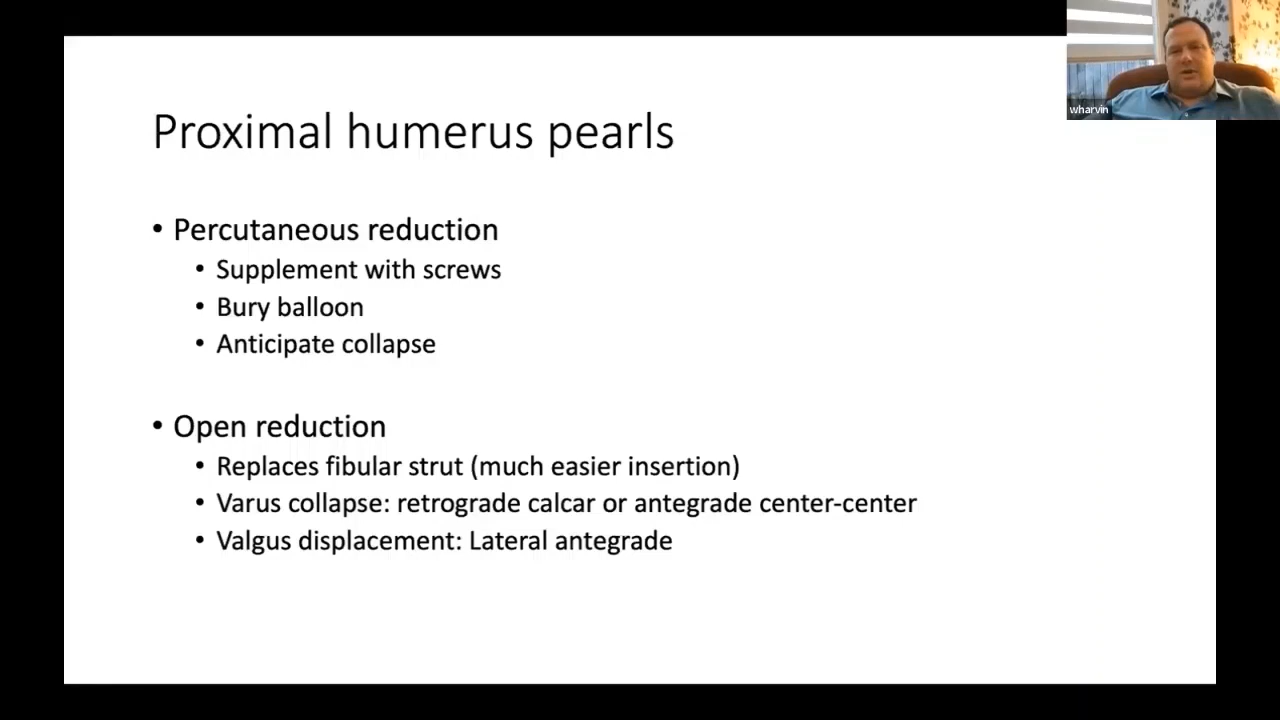 wharvin
Proximal humerus pearls
• Percutaneous reduction
• Supplement with screws
• Bury balloon
• Anticipate collapse
• Open reduction
• Replaces fibular strut (much easier insertion)
• Varus collapse: retrograde calcar or antegrade center-center
• Valgus displacement: Lateral antegrade